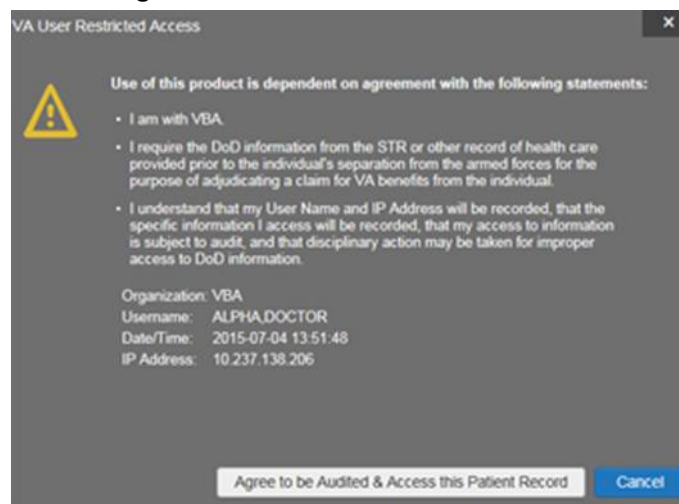 VA User Restricted Access
x
Use of this product is dependent on agreement with the following statements:
• I am with VBA.
• I require the DoD information from the STR or other record of health care
provided prior to the individual's separation from the armed forces for the
purpose of adjudicating a claim for VA benefits from the individual.
• I understand that my User Name and IP Address will be recorded, that the
specific information I access will be recorded, that my access to information
is subject to audit, and that disciplinary action may be taken for improper
access to DoD information.
Organization: VBA
Username: ALPHA,DOCTOR
Date/Time: 2015-07-04 13:51:48
IP Address: 10.237.138.206
Agree to be Audited & Access this Patient Record Cancel